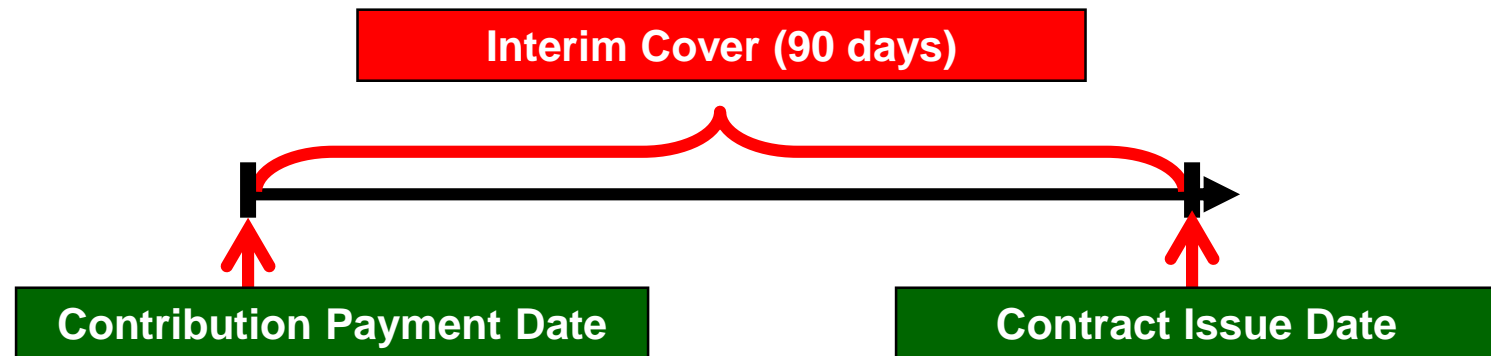 Interim Cover (90 days)
Contribution Payment Date
Contract Issue Date